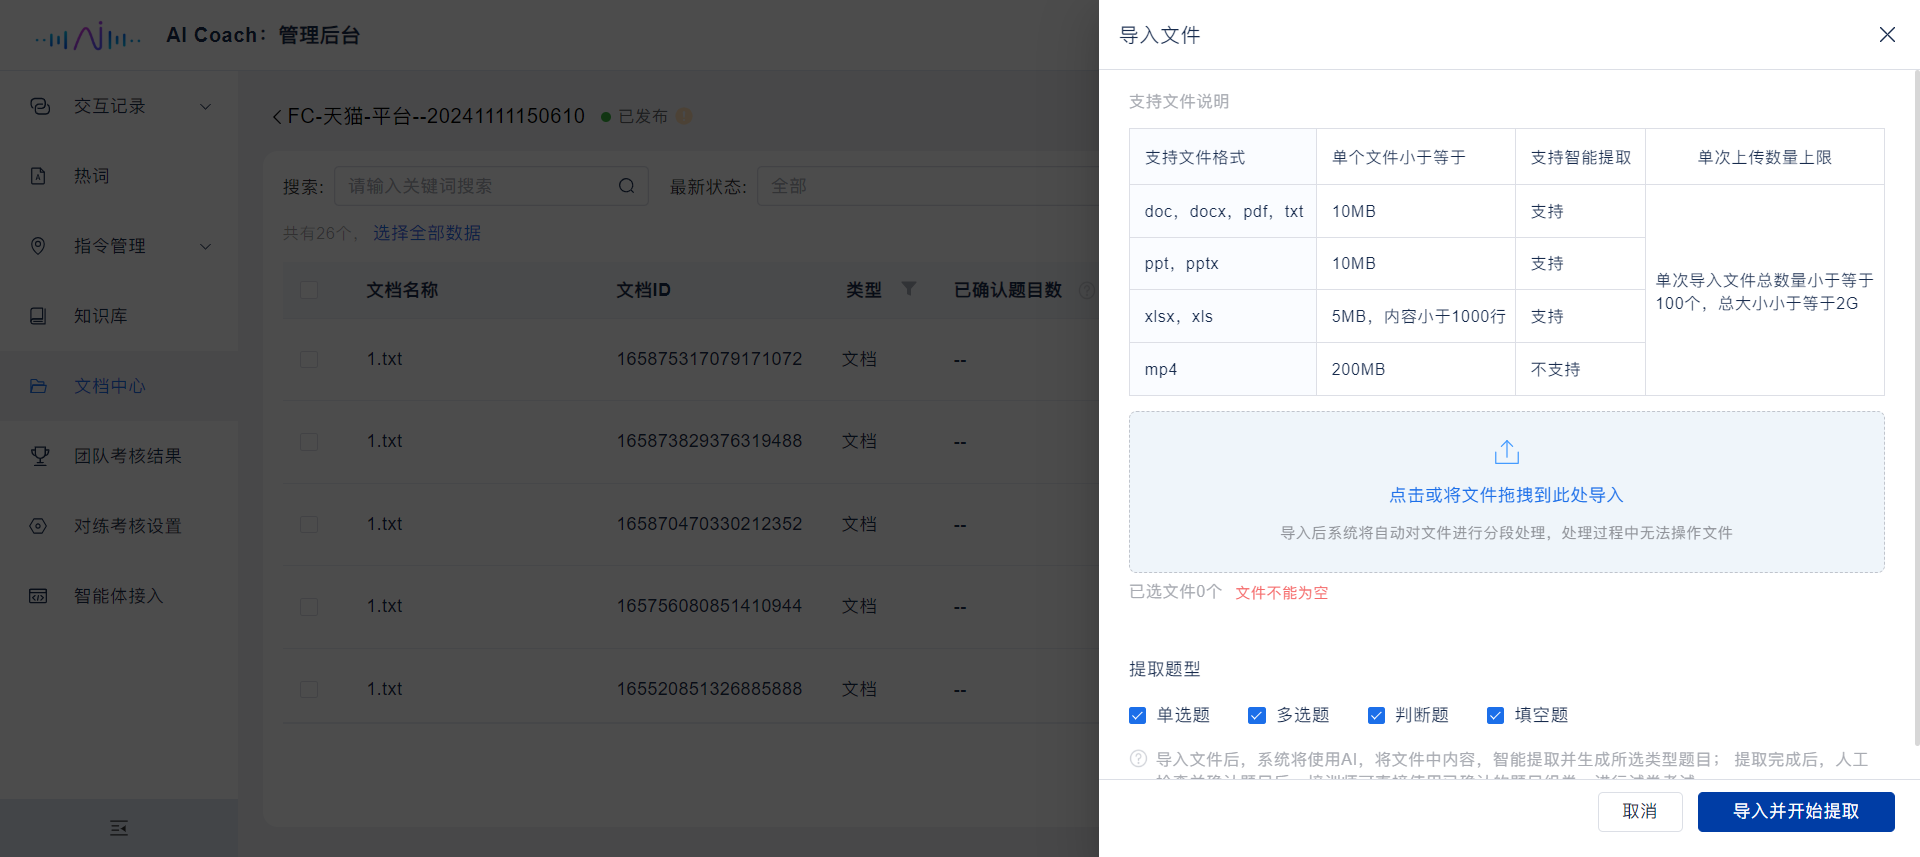 AI Coach：管理后台
交互记录
热词
指令管理
知识库
文档中心
团队考核结果
对练考核设置
智能体接入
FC-天猫-平台--20241111150610 已发布
搜索: 请输入关键词搜索 最新状态: 全部
共有26个， 选择全部数据
文档名称 文档ID 类型 已确认题目数
1.txt 165875317079171072 文档 --
1.txt 165873829376319488 文档 --
1.txt 165870470330212352 文档 --
1.txt 165756080851410944 文档 --
1.txt 165520851326885888 文档 --
导入文件
支持文件说明
支持文件格式 单个文件小于等于 支持智能提取 单次上传数量上限
doc，docx，pdf，txt 10MB 支持
ppt，pptx 10MB 支持
xlsx，xls 5MB，内容小于1000行 支持
mp4 200MB 不支持
单次导入文件总数量小于等于
100个，总大小小于等于2G
点击或将文件拖拽到此处导入
导入后系统将自动对文件进行分段处理，处理过程中无法操作文件
已选文件0个 文件不能为空
提取题型
单选题 多选题 判断题 填空题
导入文件后，系统将使用AI，将文件中内容，智能提取并生成所选类型题目； 提取完成后，人工
取消 导入并开始提取